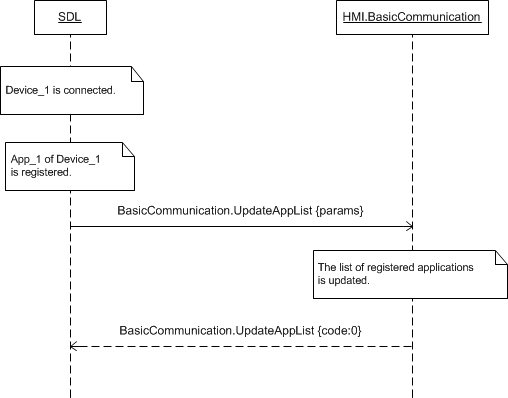 SDL
HMI.BasicCommunication
Device_1 is connected.
App_1 of Device_1
is registered.
BasicCommunication.UpdateAppList {params}
The list of registered applications
is updated.
BasicCommunication.UpdateAppList {code:0}